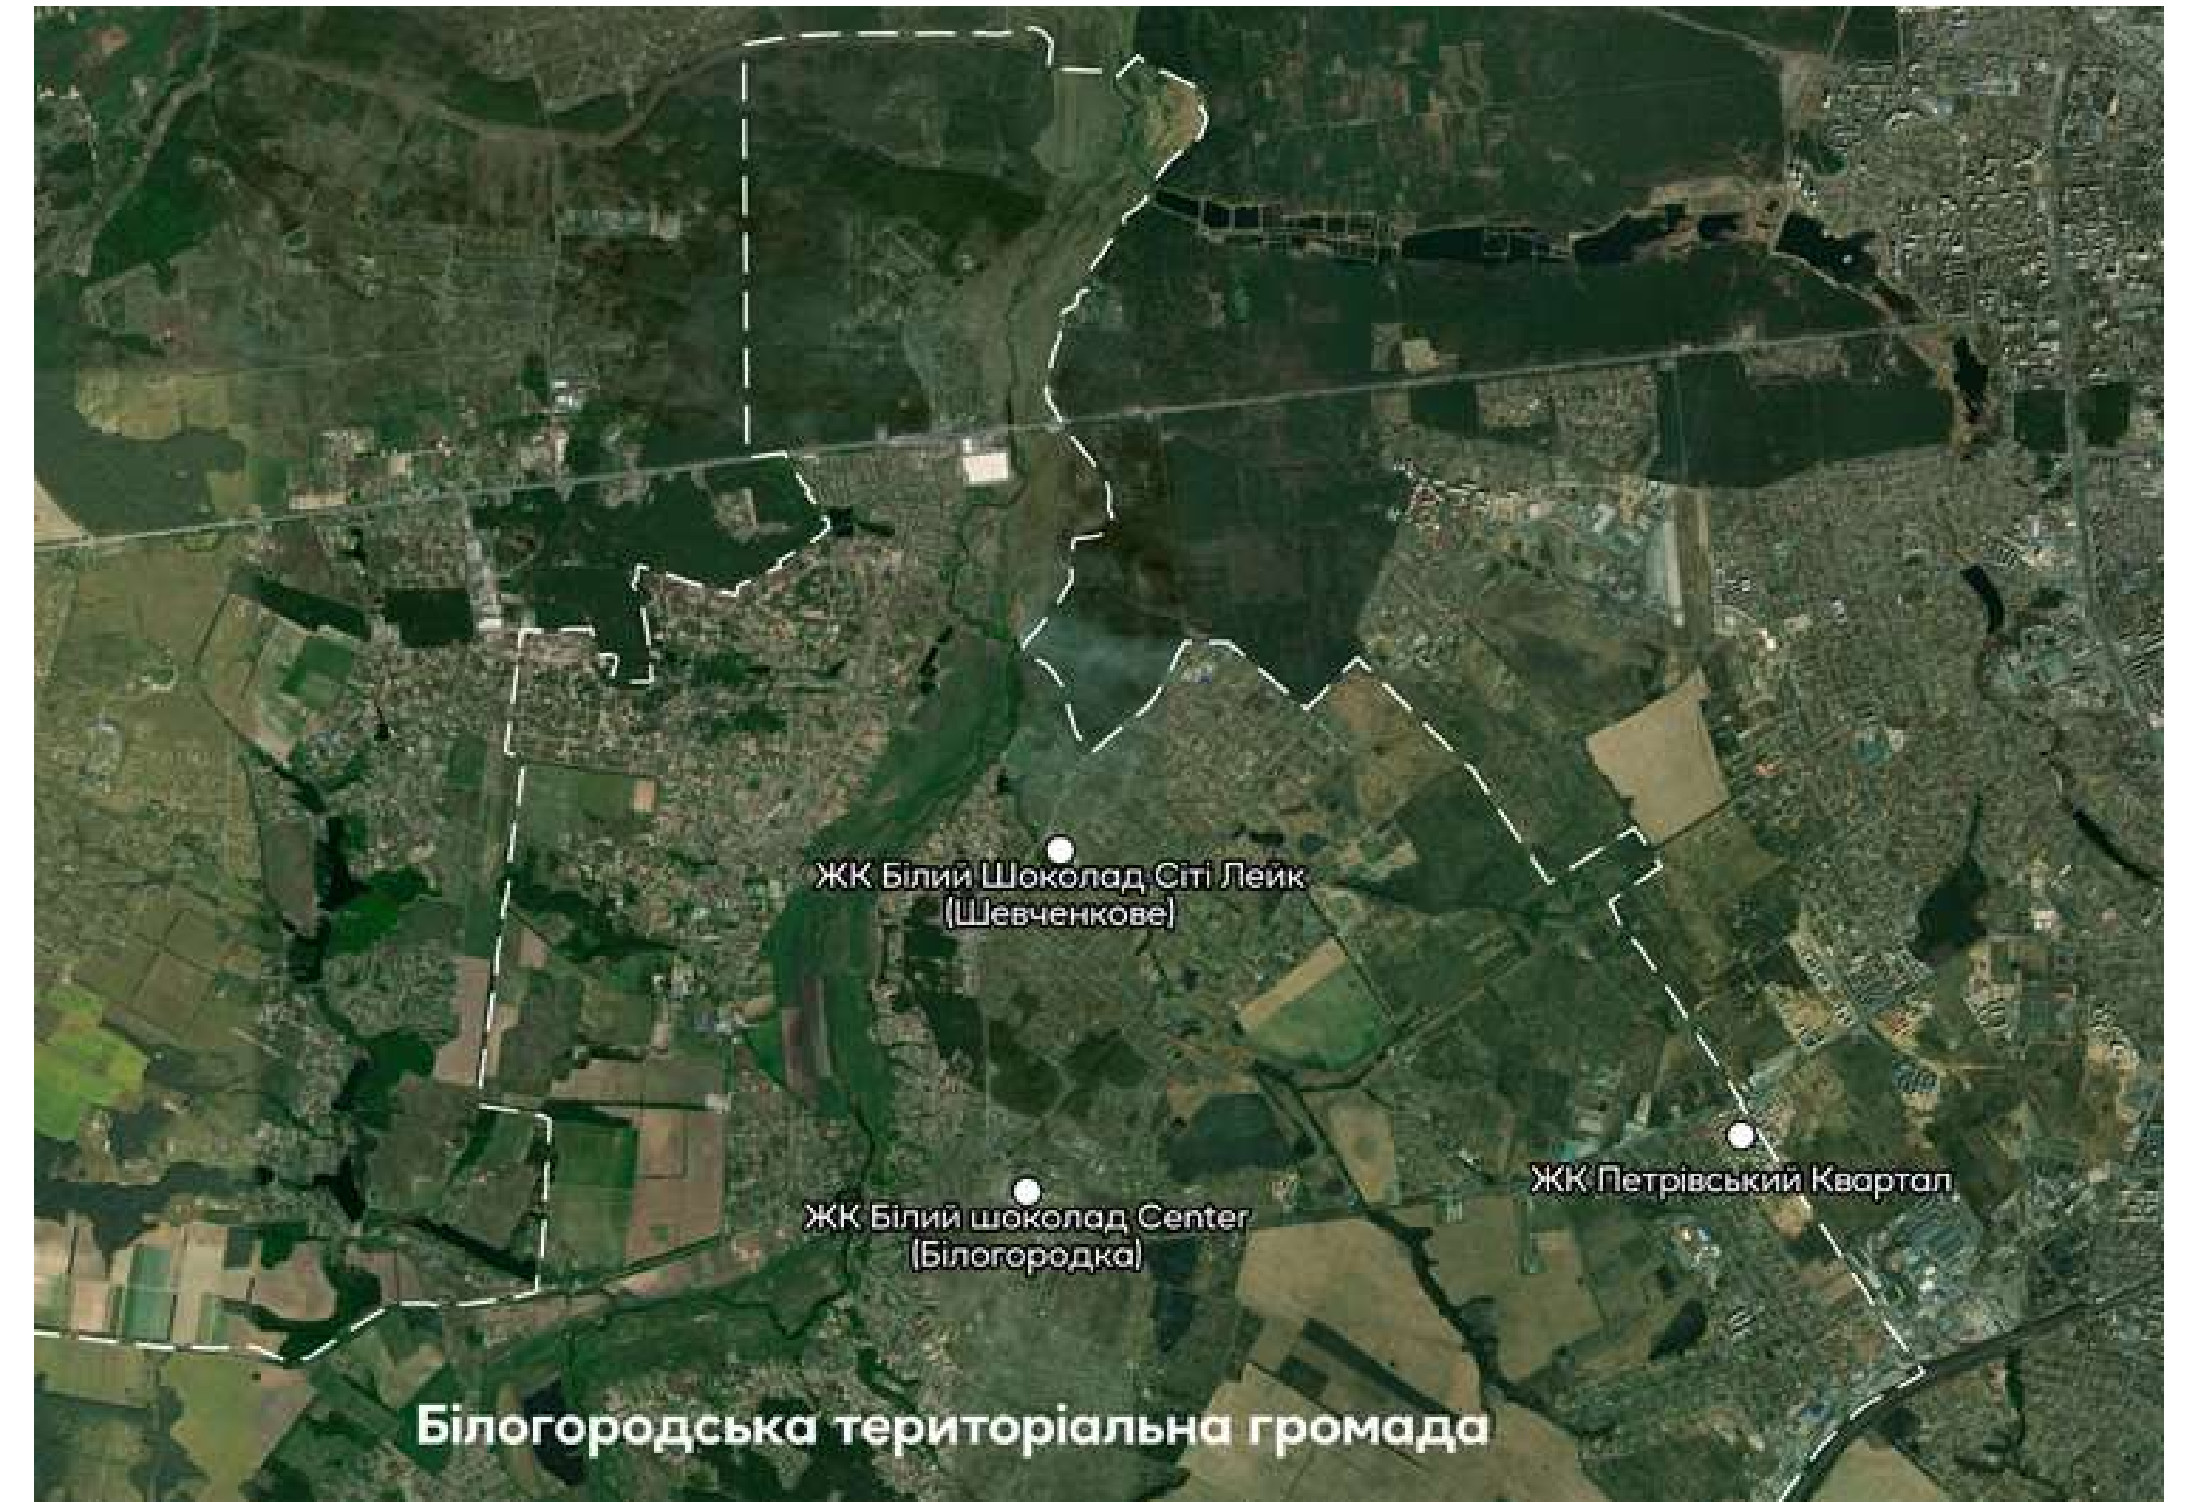 ЖК Білий Шоколад Сіті Лейк
(Шевченкове)
ЖК Петрівський Квартал
ЖК Білий шоколад Center
(Білогородка)
Білогородська територіальна громада